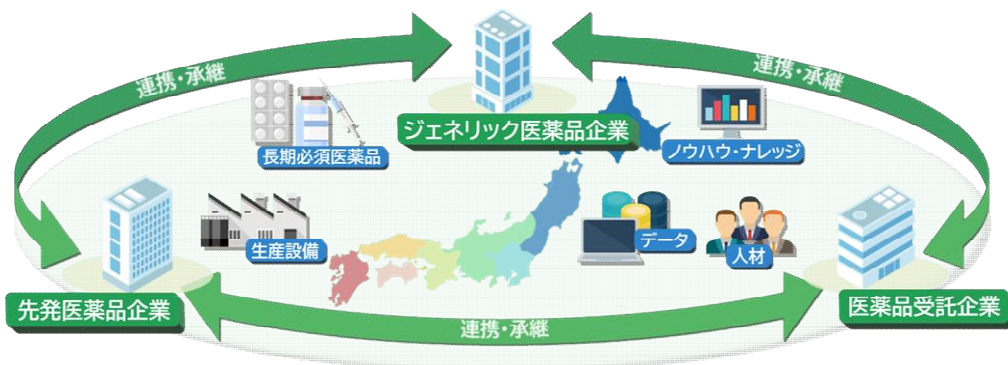 連携・承継
連携・承継
ジェネリック医薬品企業
長期必須医薬品
ノウハウ・ナレッジ
生産設備
データ
人材
先発医薬品企業
医薬品受託企業
連携・承継